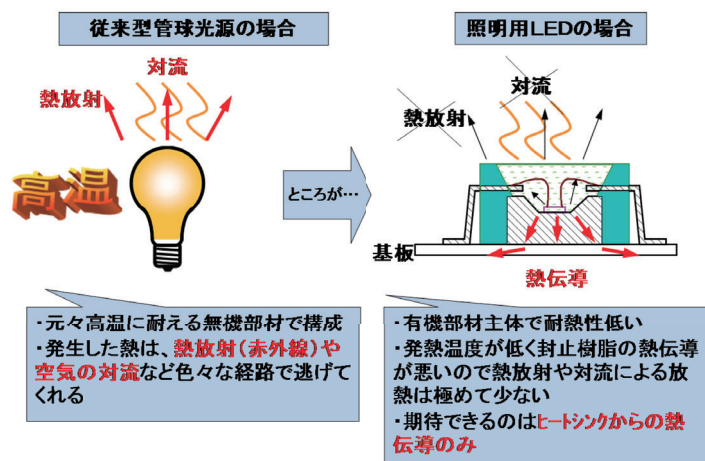 従来型管球光源の場合
照明用LEDの場合
対流
熱放射
高温
ところが…
対流
熱放射
基板
熱伝導
・元々高温に耐える無機部材で構成
・発生した熱は、熱放射(赤外線)や
空気の対流など色々な経路で逃げて
くれる
・有機部材主体で耐熱性低い
・発熱温度が低く封止樹脂の熱伝導
が悪いので熱放射や対流による放
熱は極めて少ない
・期待できるのはヒートシンクからの熱
伝導のみ